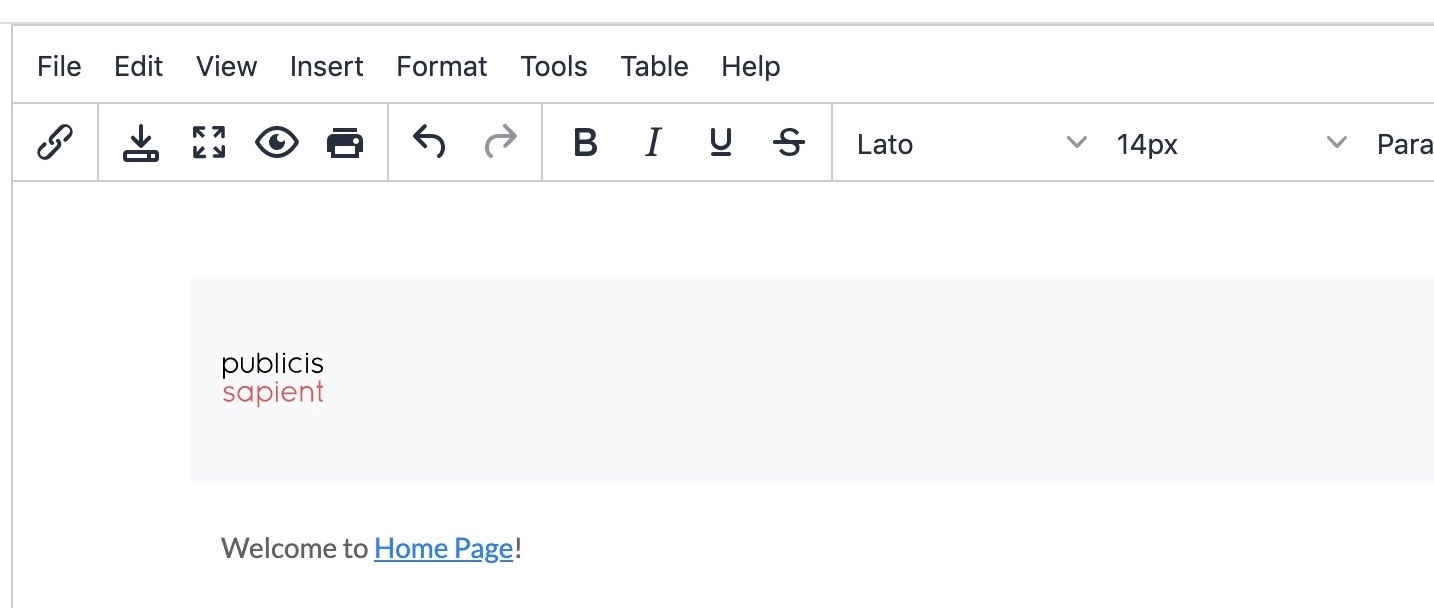 File Edit View Insert Format Tools Table Help
B I U S Lato 14px Para
publicis
sapient
Welcome to Home Page!